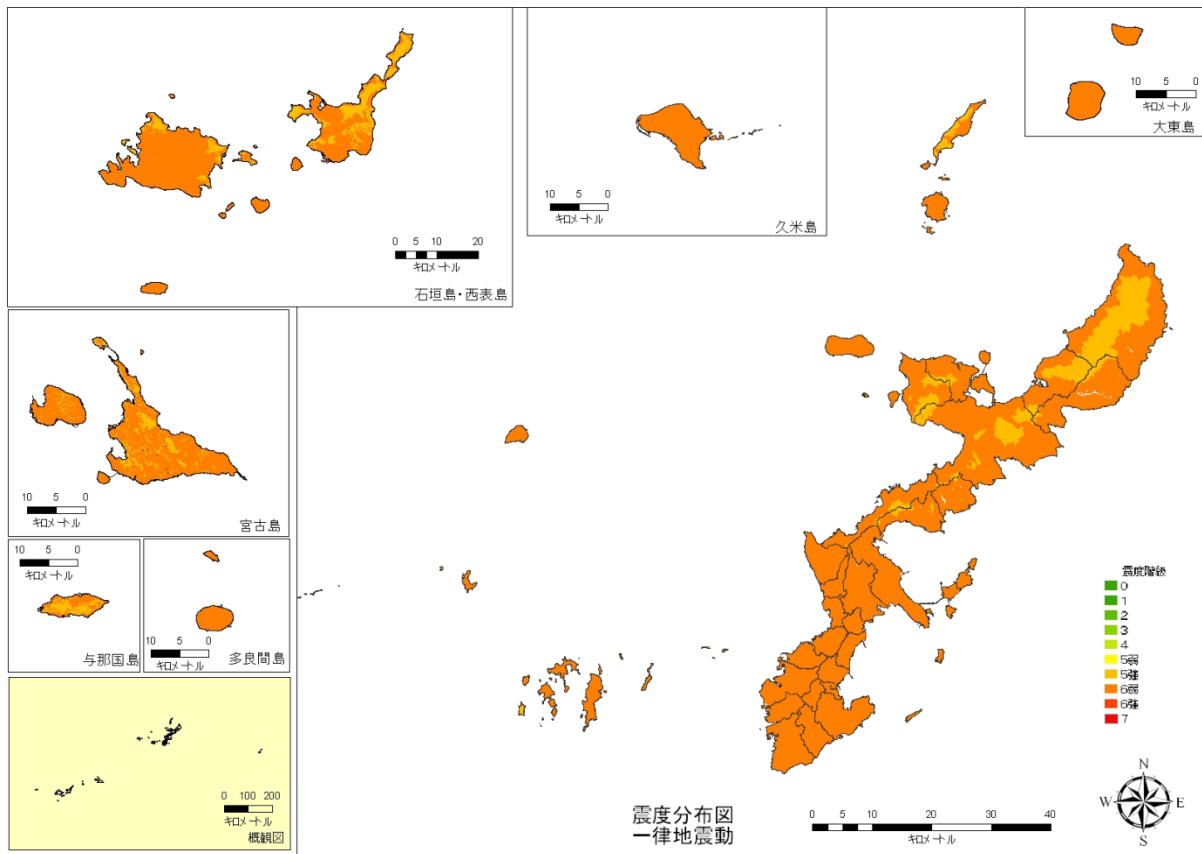 0 5 10 20
キロメートル
石垣島・西表島
10 5 0
キロメートル
久米島
10 5 0
キロメートル
大東島
10 5 0
キロメートル
宮古島
10 5 0
キロメートル
与那国島
10 5 0
キロメートル
多良間島
0 100 200
キロメートル
概観図
震度階級
0
1
2
3
4
5弱
5強
6弱
6強
7
N
W E
S
震度分布図
一律地震動
0 5 10 20 30 40
キロメートル